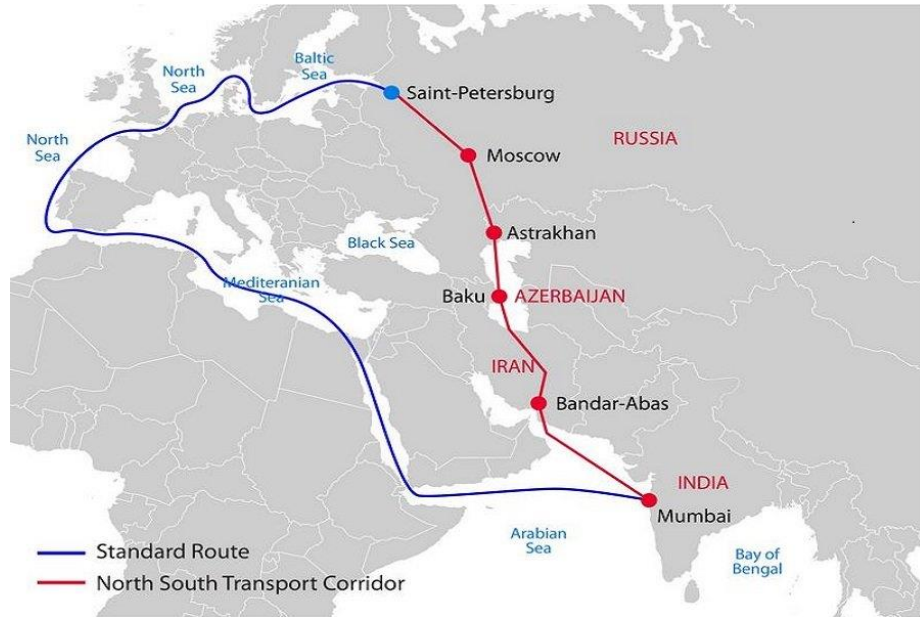 Baltic
Sea
North
Sea
Saint-Petersburg
RUSSIA
North
Sea
Moscow
Astrakhan
Black Sea
Mediteranian
Sea
Baku
AZERBAIJAN
IRAN
Bandar-Abas
INDIA
Mumbai
Arabian
Sea
Bay of
Bengal
Standard Route
North South Transport Corridor